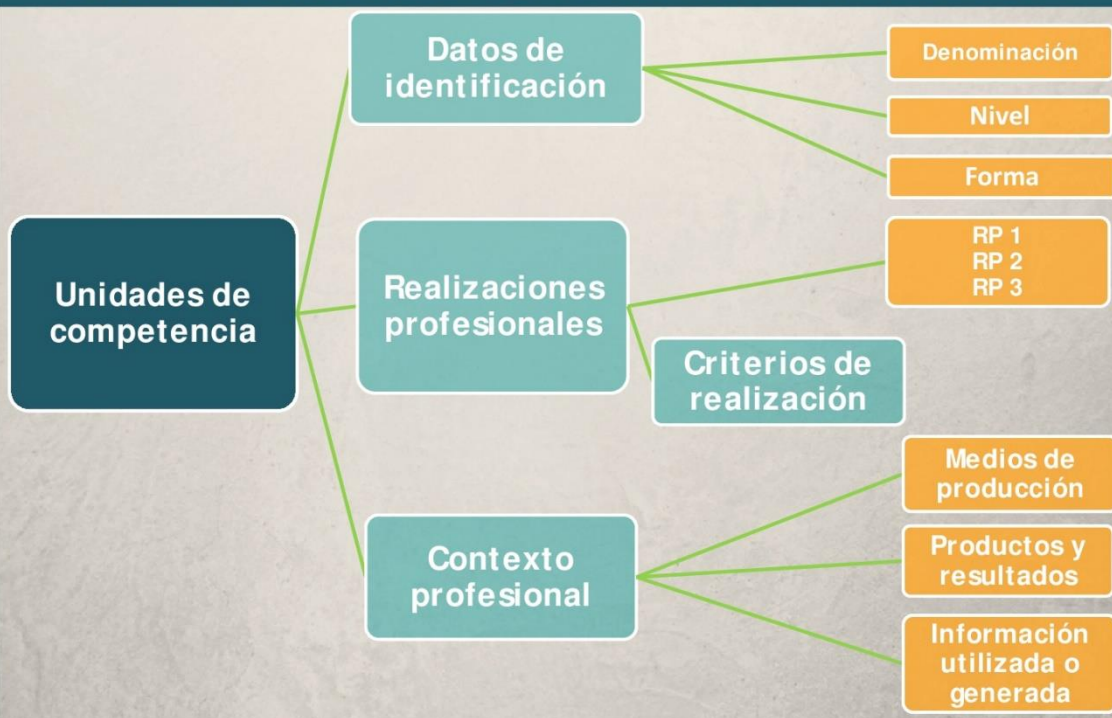 Datos de
identificación
Denominación
Nivel
Forma
Unidades de
competencia
Realizaciones
profesionales
RP 1
RP 2
RP 3
Criterios de
realización
Contexto
profesional
Medios de
producción
Productos y
resultados
Información
utilizada o
generada